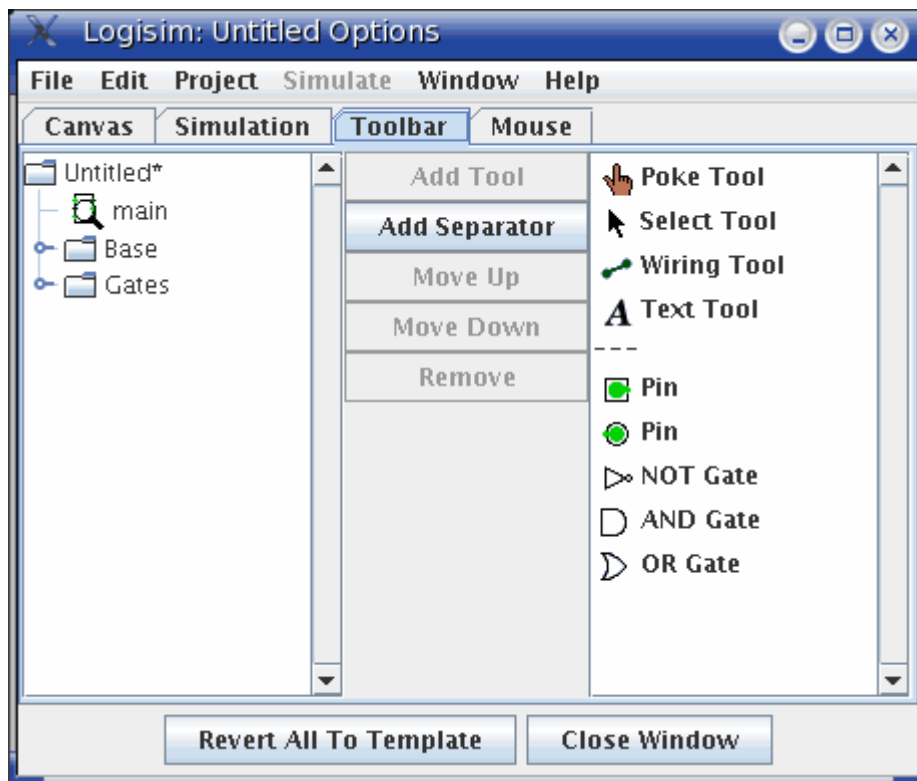 Logisim: Untitled Options
File Edit Project Simulate Window Help
Canvas Simulation Toolbar Mouse
Untitled*
main
Base
Gates
Add Tool
Add Separator
Move Up
Move Down
Remove
Poke Tool
Select Tool
Wiring Tool
A Text Tool
---
Pin
Pin
NOT Gate
AND Gate
OR Gate
Revert All To Template Close Window